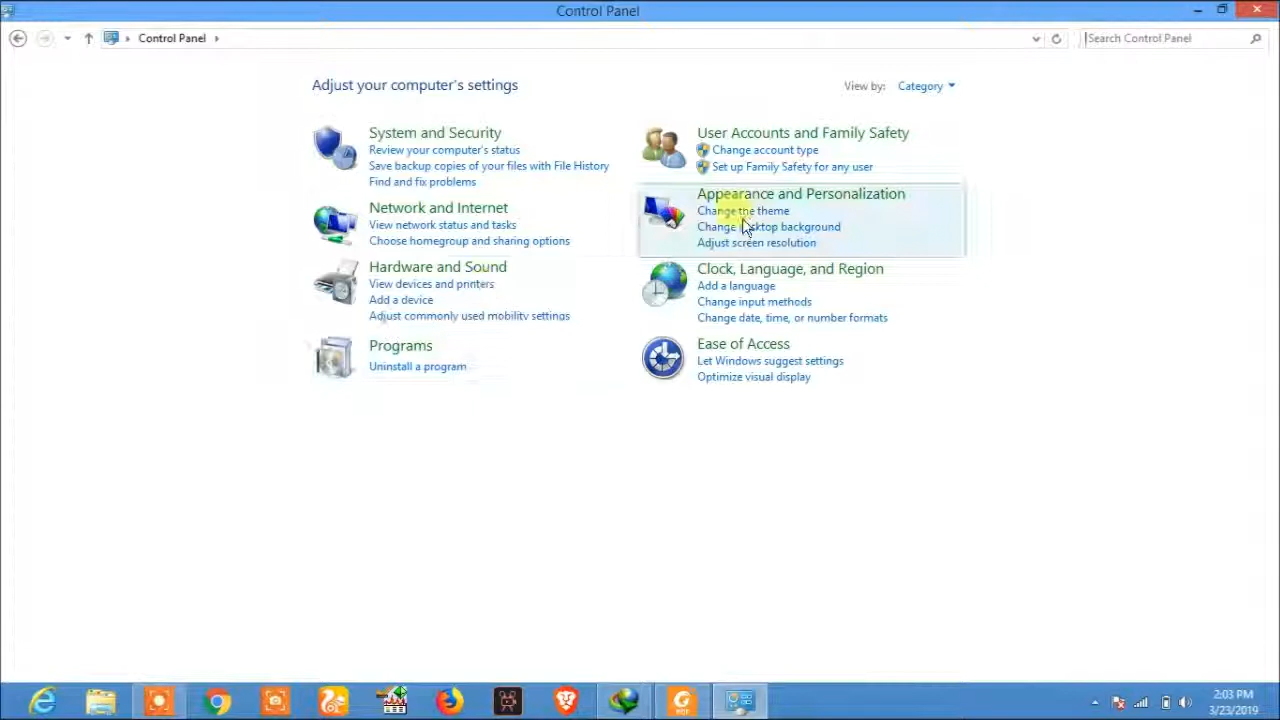 Control Panel
Control Panel
Search Control Panel
Adjust your computer's settings
View by: Category
System and Security
Review your computer's status
Save backup copies of your files with File History
Find and fix problems
Network and Internet
View network status and tasks
Choose homegroup and sharing options
Hardware and Sound
View devices and printers
Add a device
Adjust commonly used mobility settings
Programs
Uninstall a program
User Accounts and Family Safety
Change account type
Set up Family Safety for any user
Appearance and Personalization
Change the theme
Change desktop background
Adjust screen resolution
Clock, Language, and Region
Add a language
Change input methods
Change date, time, or number formats
Ease of Access
Let Windows suggest settings
Optimize visual display
2:03 PM
3/23/2019